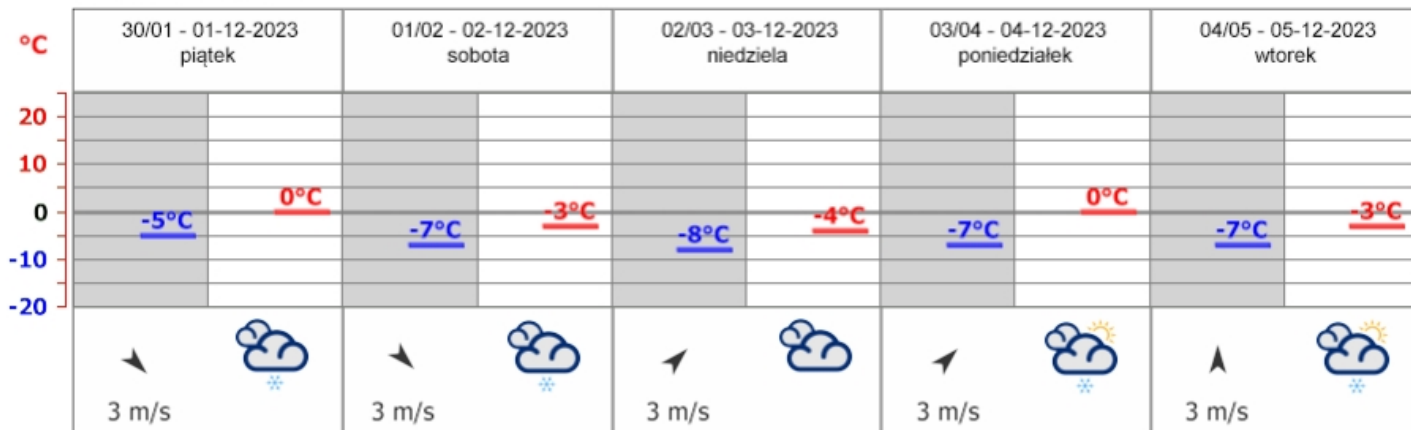 °C
30/01 - 01-12-2023
piątek
01/02 - 02-12-2023
sobota
02/03 - 03-12-2023
niedziela
03/04 - 04-12-2023
poniedziałek
04/05 - 05-12-2023
wtorek
20
10
0
-10
-20
-5°C
0°C
-7°C
-3°C
-8°C
-4°C
-7°C
0°C
-7°C
-3°C
3 m/s
3 m/s
3 m/s
3 m/s
3 m/s